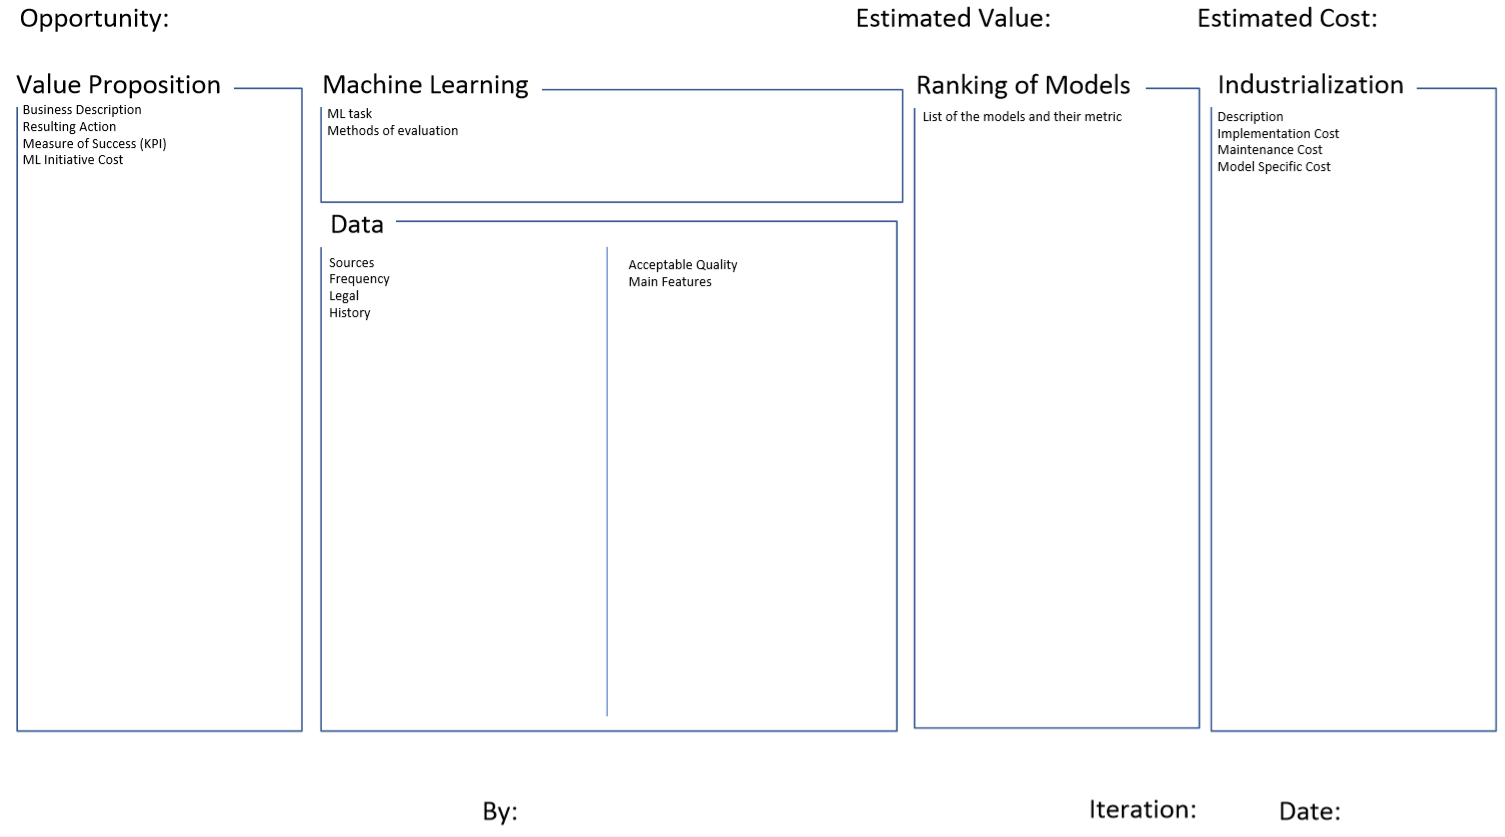 Opportunity:
Estimated Value:
Estimated Cost:
Value Proposition
Business Description
Resulting Action
Measure of Success (KPI)
ML Initiative Cost
Machine Learning
ML task
Methods of evaluation
Data
Sources
Frequency
Legal
History
Acceptable Quality
Main Features
Ranking of Models
List of the models and their metric
Industrialization
Description
Implementation Cost
Maintenance Cost
Model Specific Cost
By:
Iteration:
Date: